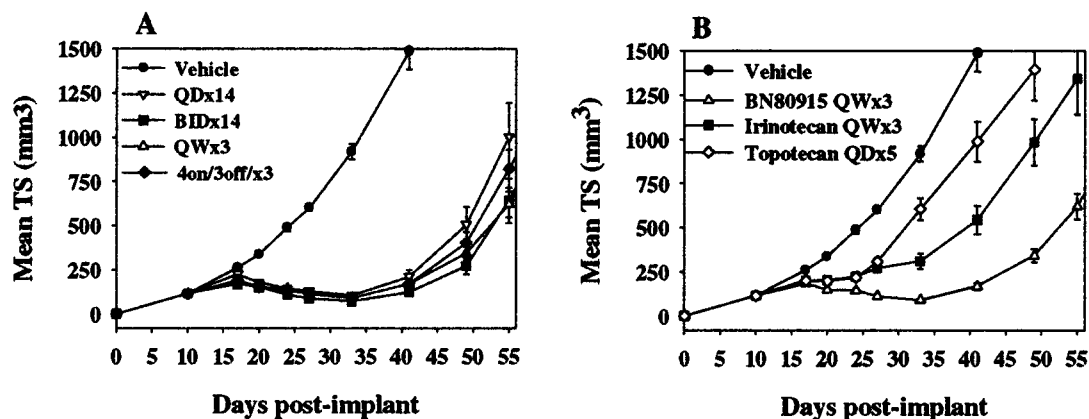 A
1500
1250
1000
750
500
250
0
Mean TS (mm3)
Vehicle
QDx14
BIDx14
QWx3
4on/3off/x3
0 5 10 15 20 25 30 35 40 45 50 55
Days post-implant
B
1500
1250
1000
750
500
250
0
Mean TS (mm³)
Vehicle
BN80915 QWx3
Irinotecan QWx3
Topotecan QDx5
0 5 10 15 20 25 30 35 40 45 50 55
Days post-implant